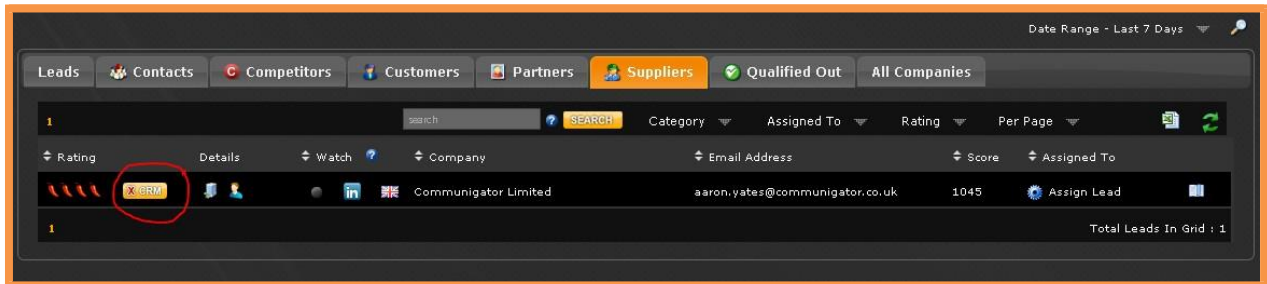 Date Range - Last 7 Days
Leads Contacts Competitors Customers Partners Suppliers Qualified Out All Companies
1 search ? SEARCH Category Assigned To Rating Per Page
Rating Details Watch ? Company Email Address Score Assigned To
X CRM in Communigator Limited aaron.yates@communigator.co.uk 1045 Assign Lead
1 Total Leads In Grid : 1